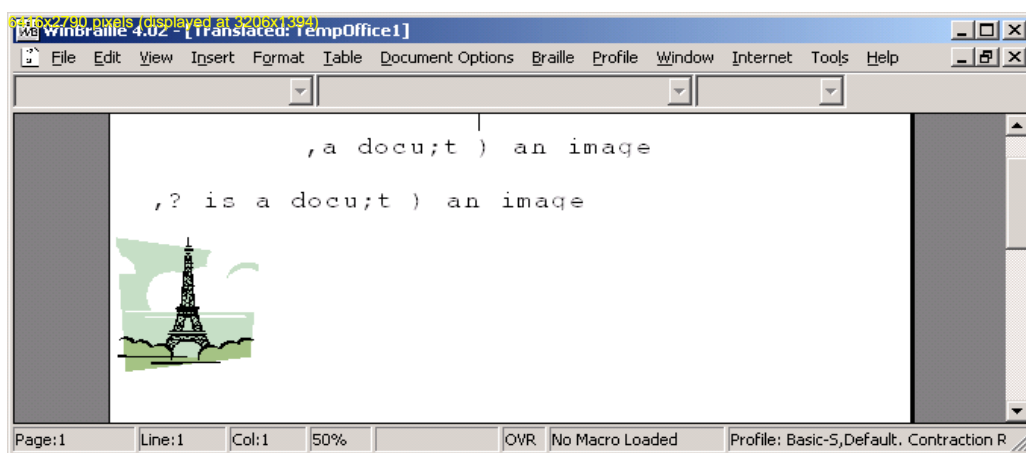 6416x2790 pixels (displayed at 3206x1394)
WinBraille 4.02 - [Translated: TempOffice1]
File Edit View Insert Format Table Document Options Braille Profile Window Internet Tools Help
,a docu;t ) an image
,? is a docu;t ) an image
Page:1 Line:1 Col:1 50% OVR No Macro Loaded Profile: Basic-S,Default. Contraction R